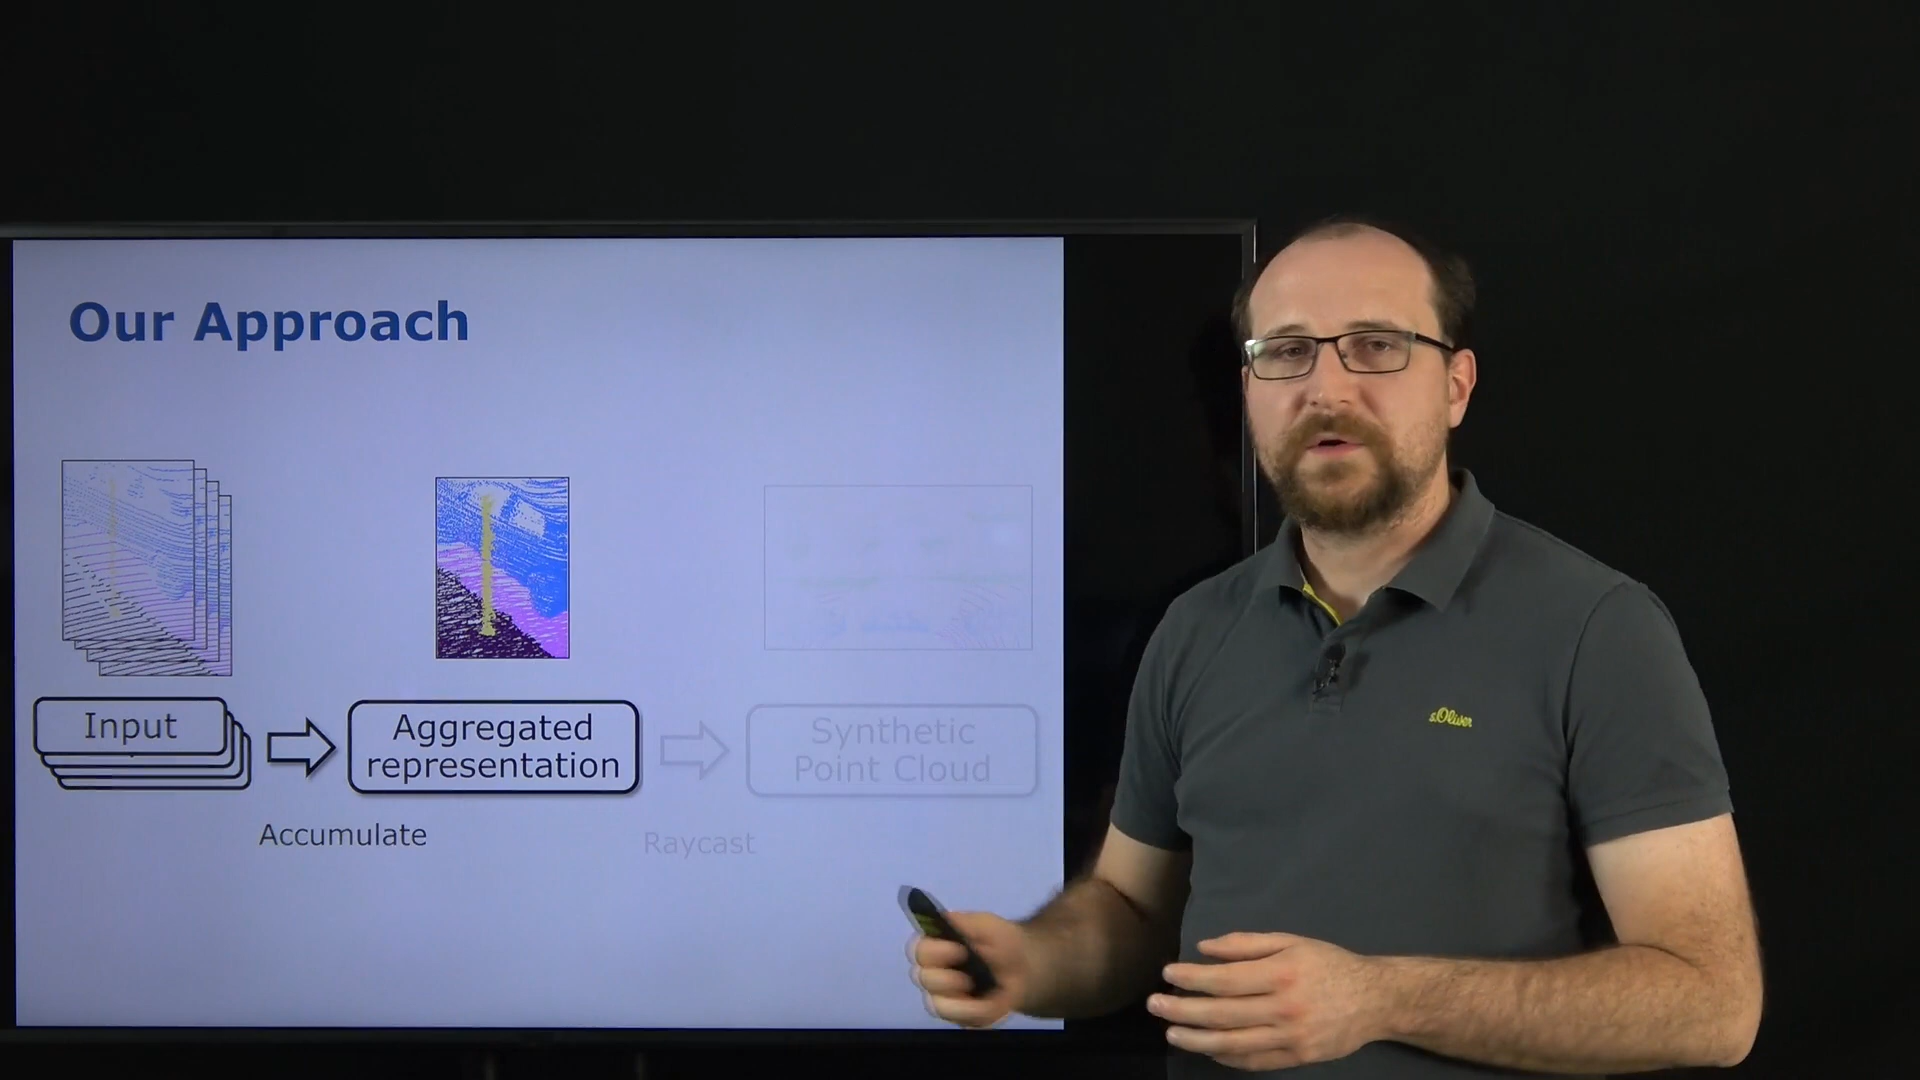 Our Approach
Input
Aggregated
representation
Synthetic
Point Cloud
Accumulate
Raycast
s.Oliver